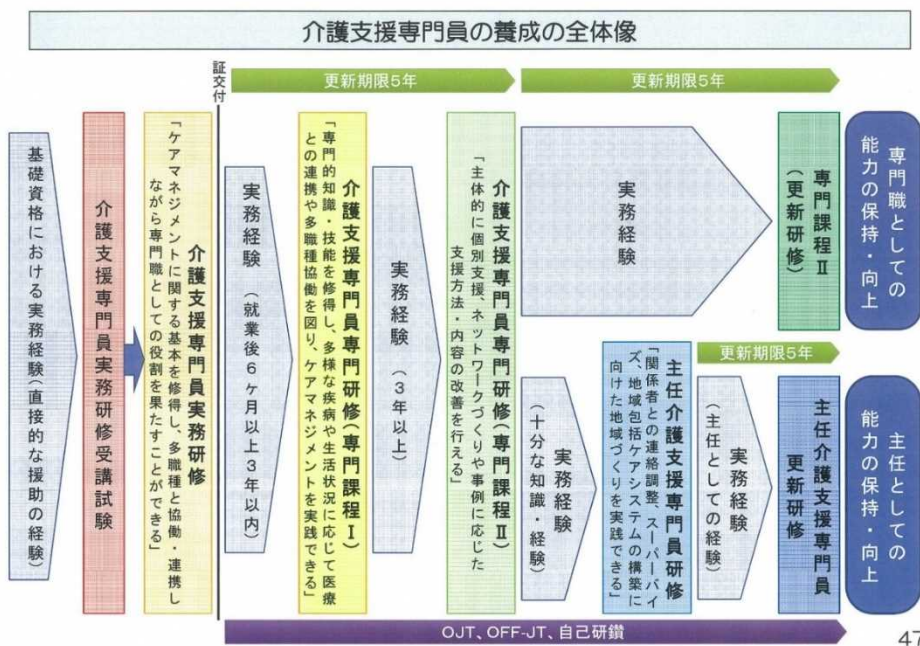 介護支援専門員の養成の全体像
証交付
更新期限5年
更新期限5年
基礎資格における実務経験(直接的な援助の経験)
介護支援専門員実務研修受講試験
介護支援専門員実務研修
「ケアマネジメントに関する基本を修得し、多職種と協働・連携し
ながら専門職としての役割を果たすことができる」
実務経験 (就業後6ヶ月以上3年以内)
介護支援専門員専門研修(専門課程Ⅰ)
「専門的知識・技能を修得し、多様な疾病や生活状況に応じて医療
との連携や多職種協働を図り、ケアマネジメントを実践できる」
実務経験 (3年以上)
介護支援専門員専門研修(専門課程Ⅱ)
「主体的に個別支援、ネットワークづくりや事例に応じた
支援方法・内容の改善を行える」
実務経験
専門課程Ⅱ
(更新研修)
専門職としての
能力の保持・向上
実務経験
(十分な知識・経験)
主任介護支援専門員研修
「関係者との連絡調整、スーパーバイ
ズ、地域包括ケアシステムの構築に
向けた地域づくりを実践できる」
更新期限5年
実務経験
(主任としての経験)
主任介護支援専門員
更新研修
主任としての
能力の保持・向上
OJT、OFF-JT、自己研鑽
47